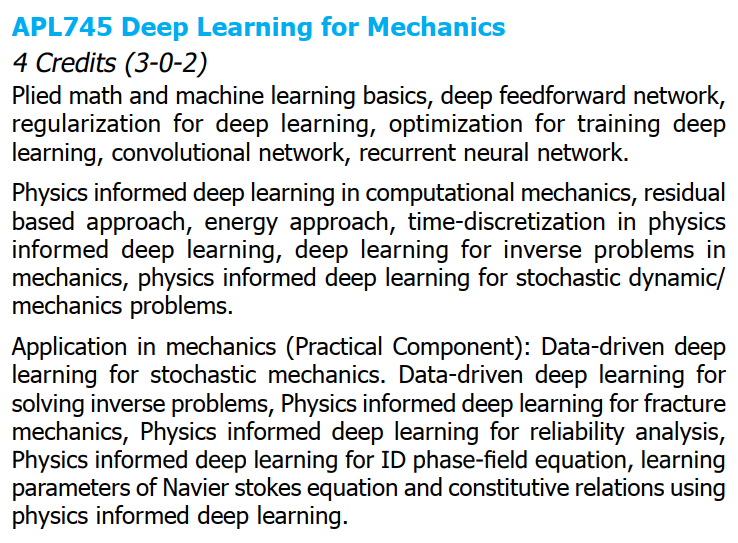 APL745 Deep Learning for Mechanics
4 Credits (3-0-2)
Plied math and machine learning basics, deep feedforward network,
regularization for deep learning, optimization for training deep
learning, convolutional network, recurrent neural network.
Physics informed deep learning in computational mechanics, residual
based approach, energy approach, time-discretization in physics
informed deep learning, deep learning for inverse problems in
mechanics, physics informed deep learning for stochastic dynamic/
mechanics problems.
Application in mechanics (Practical Component): Data-driven deep
learning for stochastic mechanics. Data-driven deep learning for
solving inverse problems, Physics informed deep learning for fracture
mechanics, Physics informed deep learning for reliability analysis,
Physics informed deep learning for ID phase-field equation, learning
parameters of Navier stokes equation and constitutive relations using
physics informed deep learning.